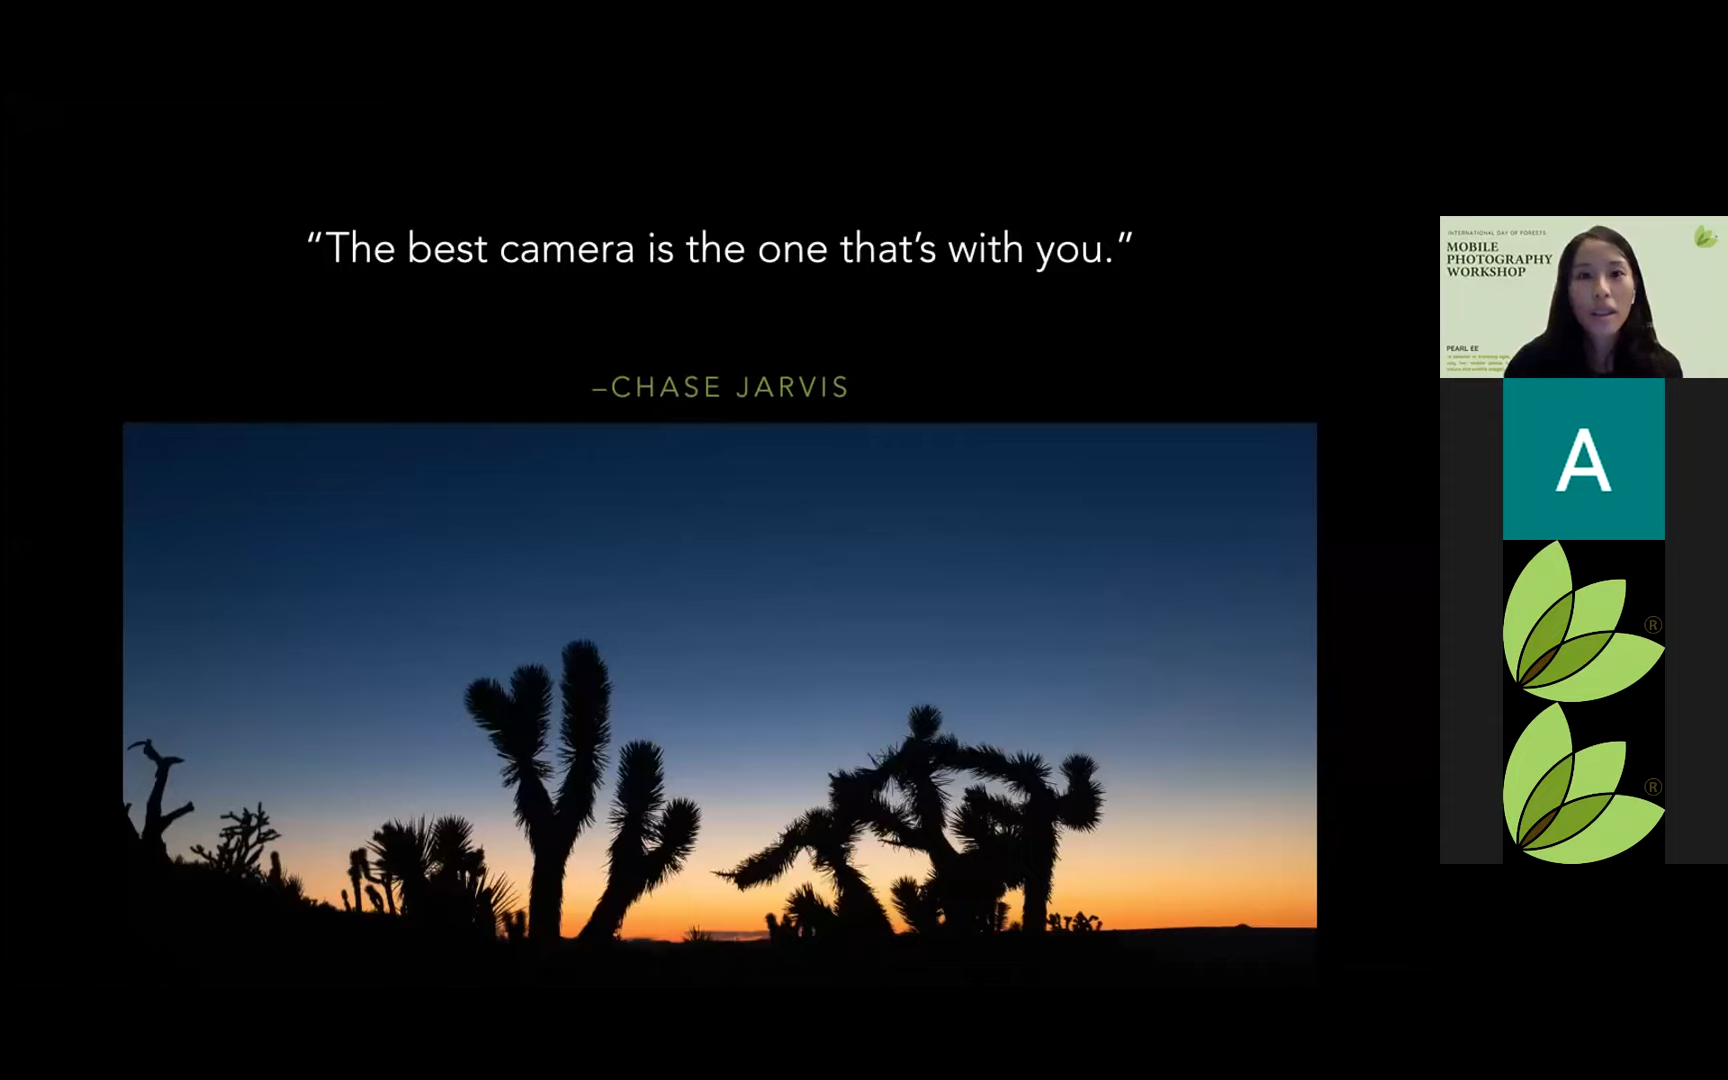 “The best camera is the one that’s with you.”
–CHASE JARVIS
INTERNATIONAL DAY OF FORESTS
MOBILE
PHOTOGRAPHY
WORKSHOP
PEARL EE
A
®
®